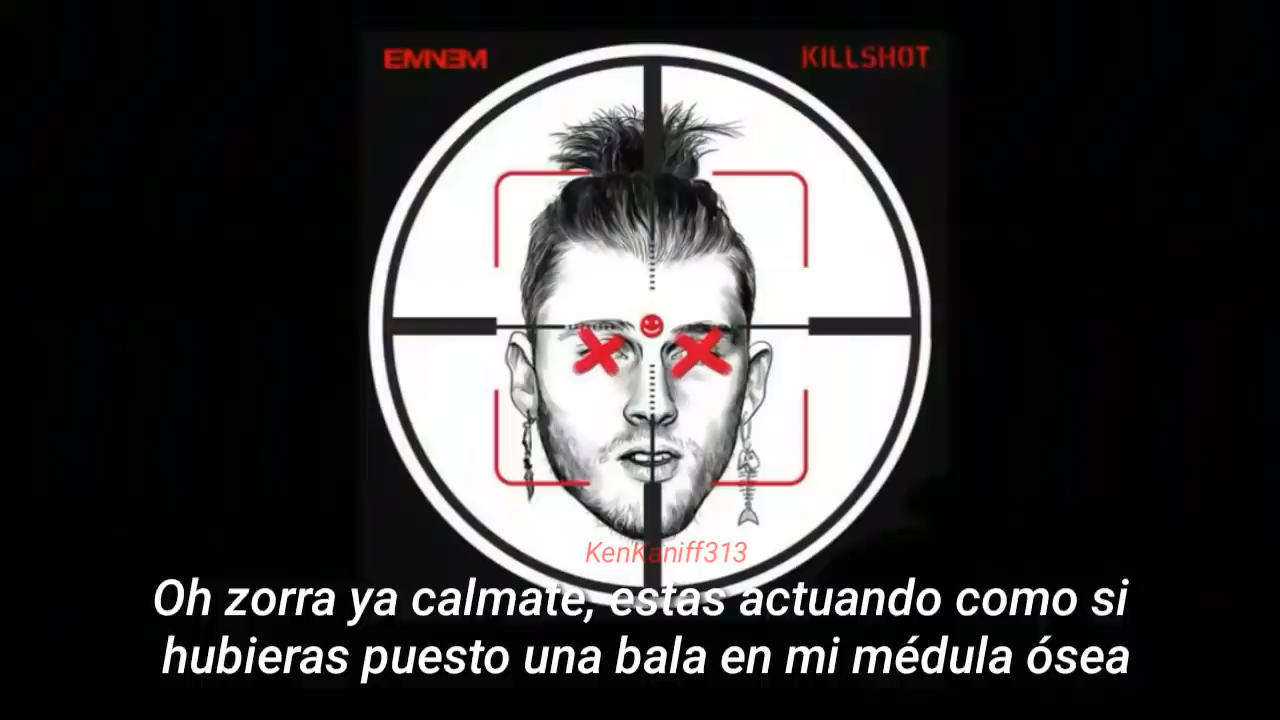 EMINEM
KILLSHOT
KenKaniff313
Oh zorra ya calmate, estas actuando como si
hubieras puesto una bala en mi médula ósea